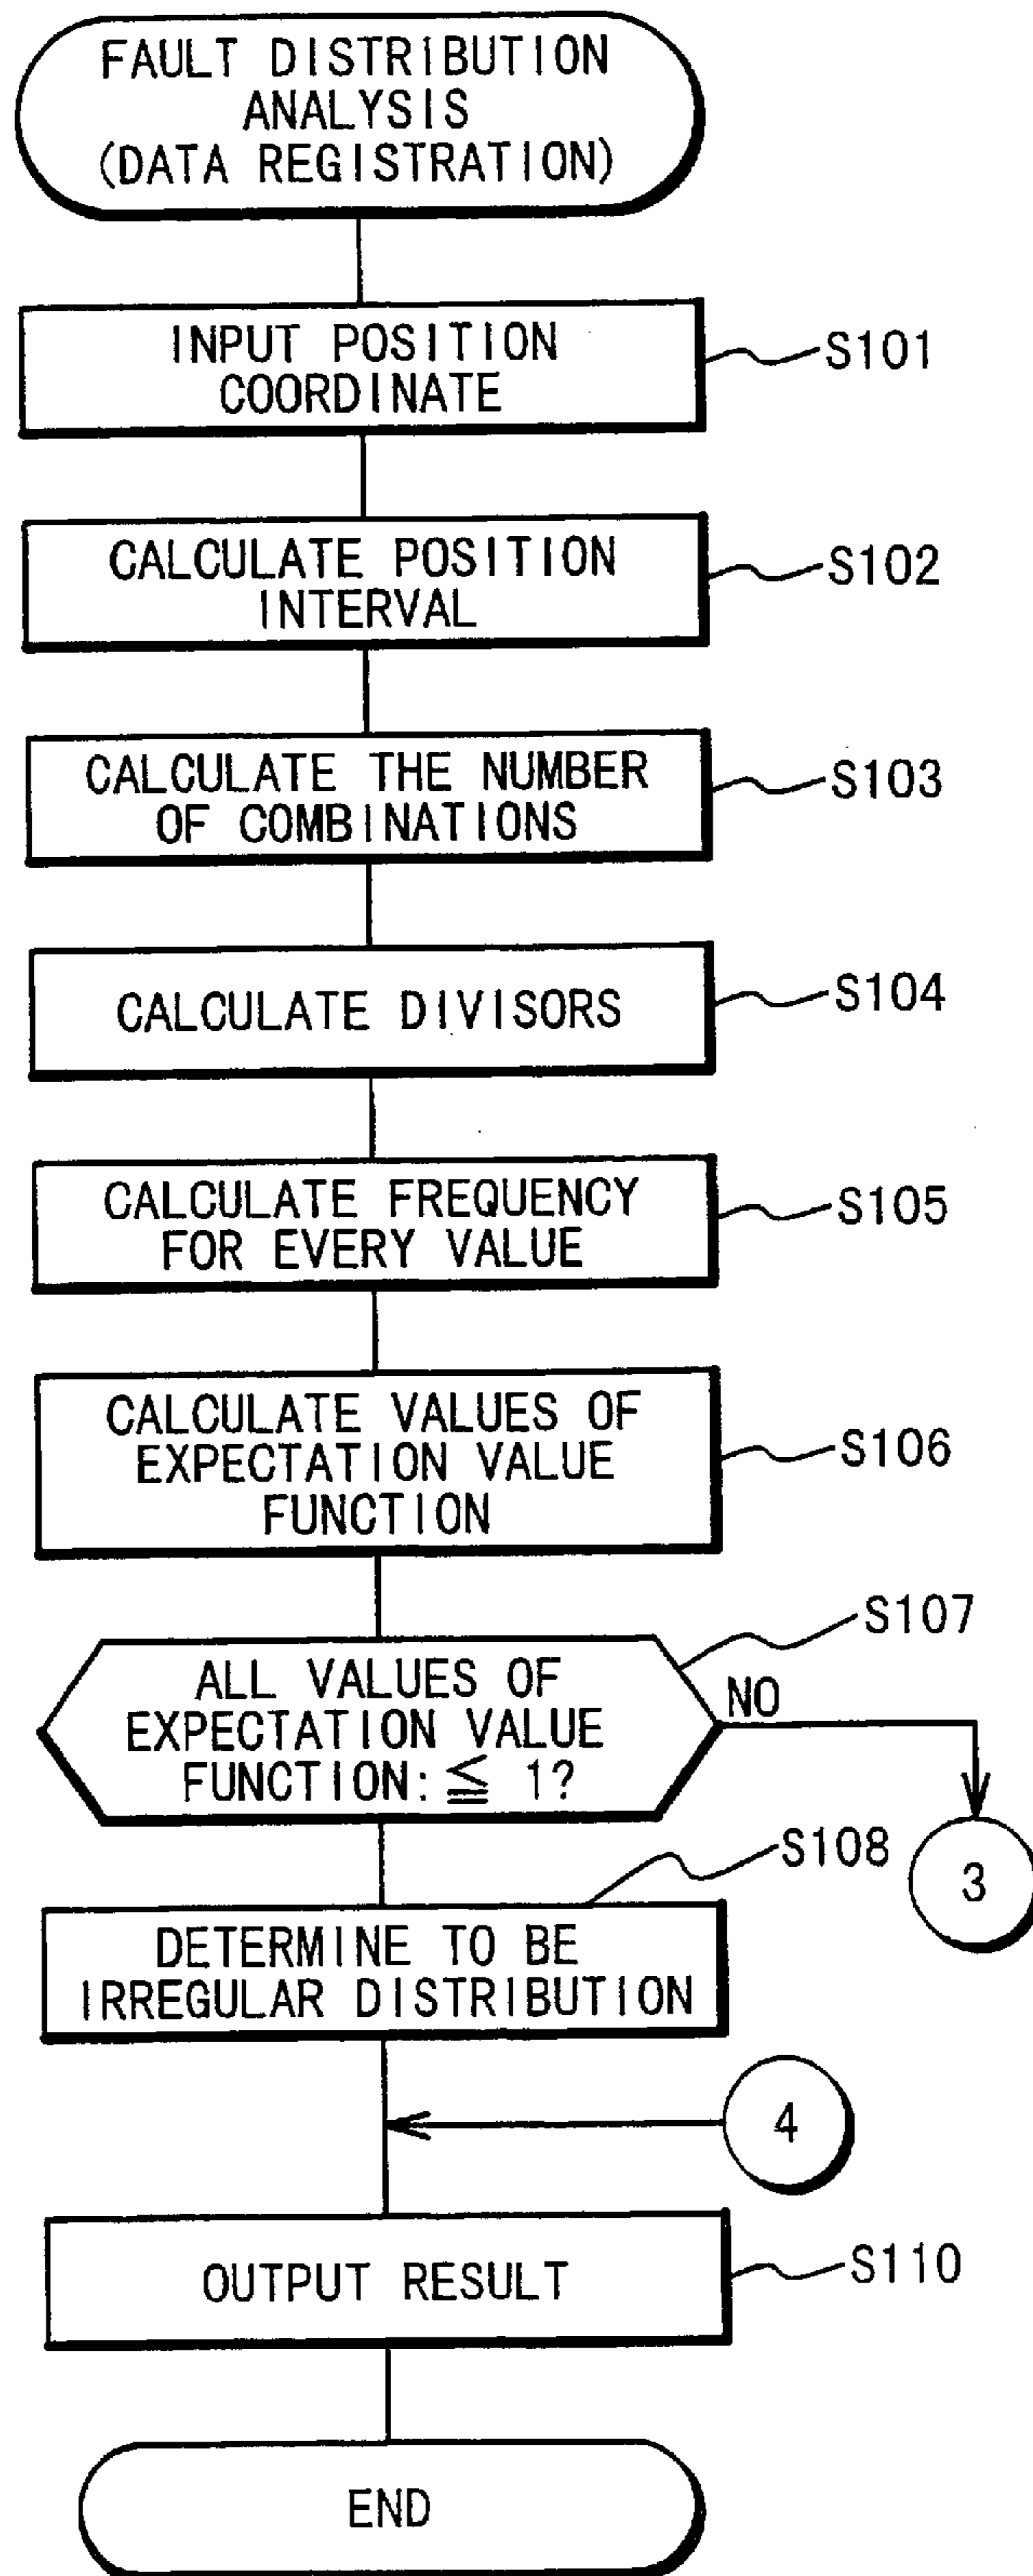 FAULT DISTRIBUTION
ANALYSIS
(DATA REGISTRATION)
INPUT POSITION
COORDINATE
S101
CALCULATE POSITION
INTERVAL
S102
CALCULATE THE NUMBER
OF COMBINATIONS
S103
CALCULATE DIVISORS
S104
CALCULATE FREQUENCY
FOR EVERY VALUE
S105
CALCULATE VALUES OF
EXPECTATION VALUE
FUNCTION
S106
S107
ALL VALUES OF
EXPECTATION VALUE
FUNCTION: ≦ 1?
NO
3
S108
DETERMINE TO BE
IRREGULAR DISTRIBUTION
4
OUTPUT RESULT
S110
END